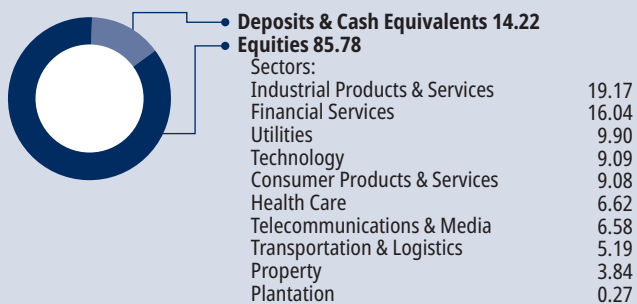 Deposits & Cash Equivalents 14.22
Equities 85.78
Sectors:
Industrial Products & Services 19.17
Financial Services 16.04
Utilities 9.90
Technology 9.09
Consumer Products & Services 9.08
Health Care 6.62
Telecommunications & Media 6.58
Transportation & Logistics 5.19
Property 3.84
Plantation 0.27